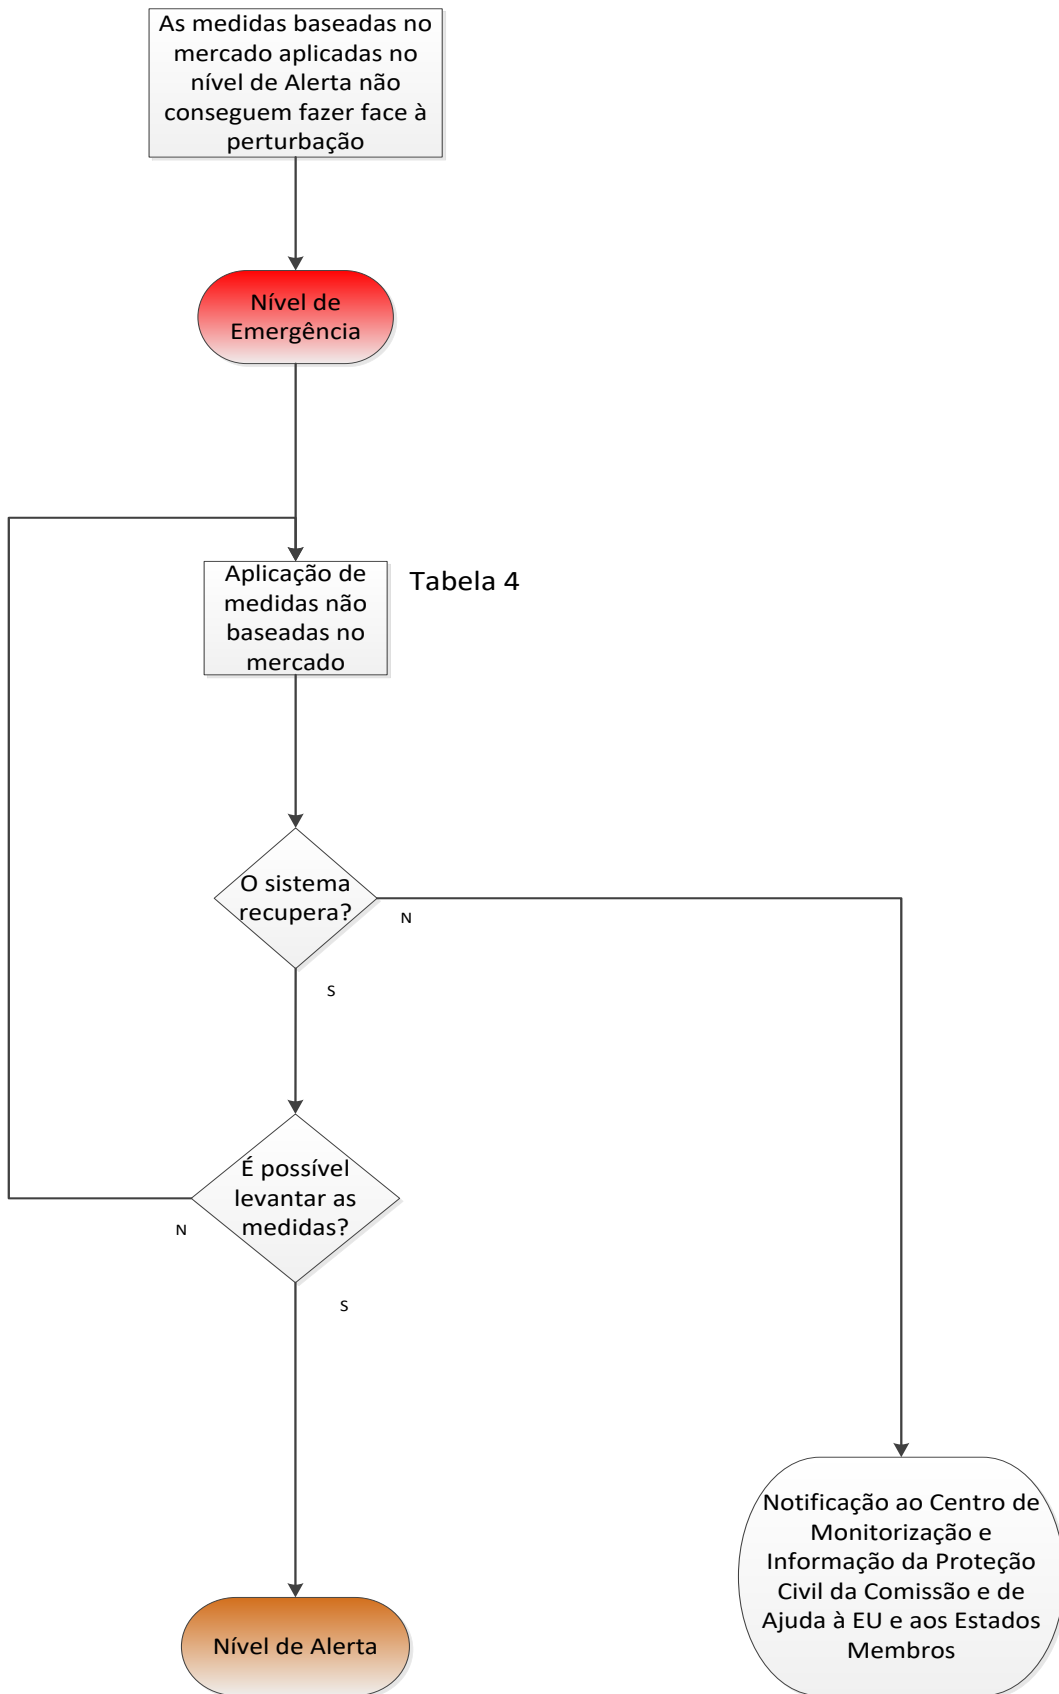 As medidas baseadas no
mercado aplicadas no
nível de Alerta não
conseguem fazer face à
perturbação
Nível de
Emergência
Aplicação de
medidas não
baseadas no
mercado
Tabela 4
O sistema
recupera?
N
S
É possível
levantar as
medidas?
N
S
Notificação ao Centro de
Monitorização e
Informação da Proteção
Civil da Comissão e de
Ajuda à EU e aos Estados
Membros
Nível de Alerta